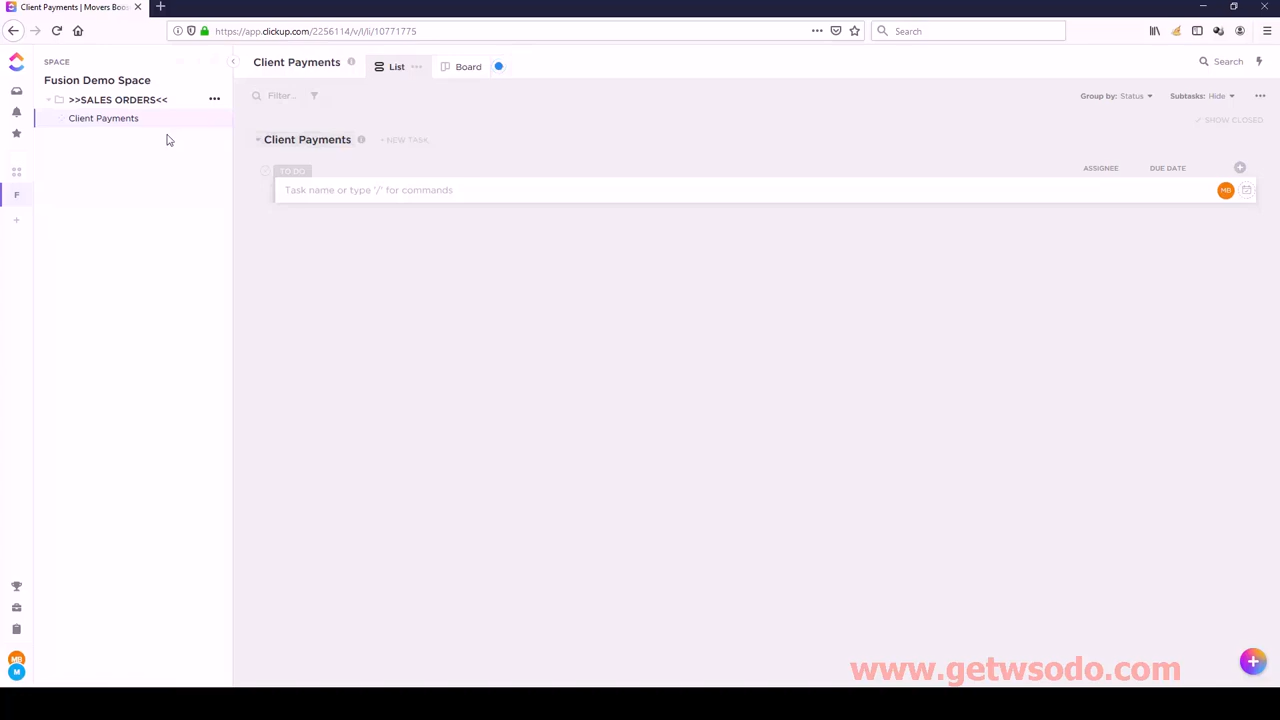 Client Payments | Movers Boo
https://app.clickup.com/2256114/v/l/li/10771775
Search
SPACE
Fusion Demo Space
>>SALES ORDERS<<
Client Payments
F
MB
M
Client Payments
List
Board
Search
Filter...
Group by: Status
Subtasks: Hide
SHOW CLOSED
Client Payments
+ NEW TASK
TO DO
ASSIGNEE
DUE DATE
Task name or type '/' for commands
MB
www.getwsodo.com